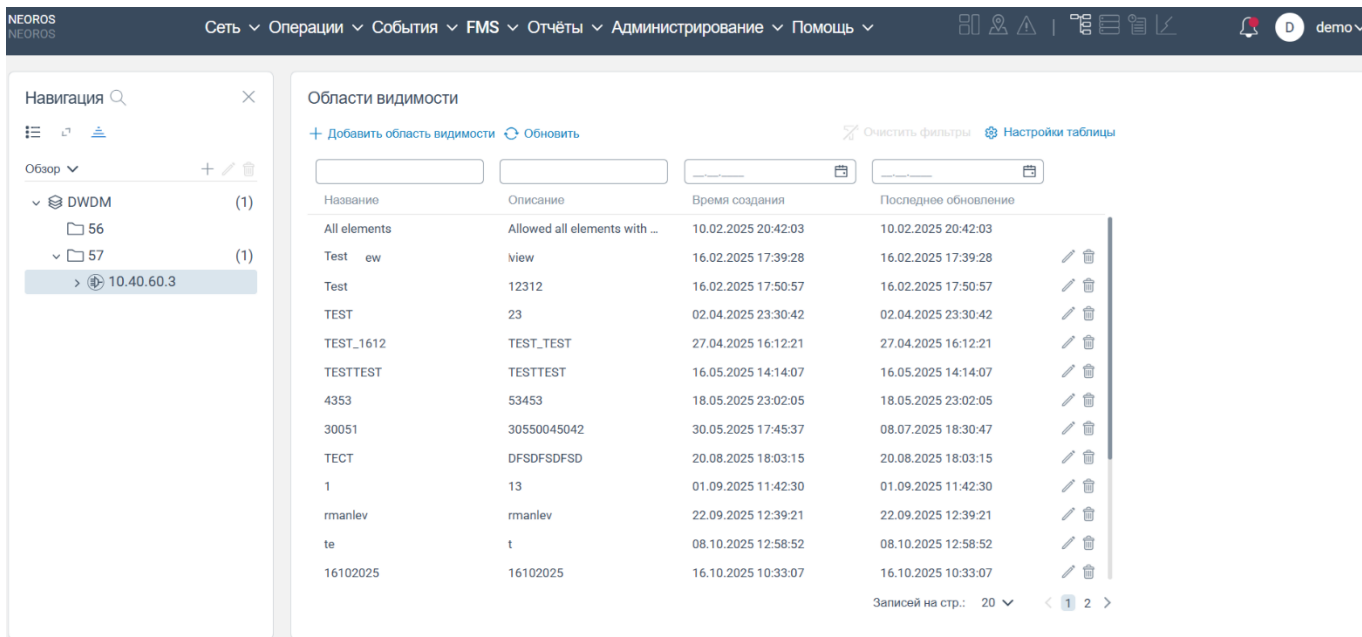 NEOROS
NEOROS
Сеть Операции События FMS Отчёты Администрирование Помощь
D demo
Навигация
Обзор
DWDM (1)
56
57 (1)
10.40.60.3
Области видимости
Добавить область видимости Обновить Очистить фильтры Настройки таблицы
__.__.____ __.__.____
Название Описание Время создания Последнее обновление
All elements Allowed all elements with ... 10.02.2025 20:42:03 10.02.2025 20:42:03
Test ew view 16.02.2025 17:39:28 16.02.2025 17:39:28
Test 12312 16.02.2025 17:50:57 16.02.2025 17:50:57
TEST 23 02.04.2025 23:30:42 02.04.2025 23:30:42
TEST_1612 TEST_TEST 27.04.2025 16:12:21 27.04.2025 16:12:21
TESTTEST TESTTEST 16.05.2025 14:14:07 16.05.2025 14:14:07
4353 53453 18.05.2025 23:02:05 18.05.2025 23:02:05
30051 30550045042 30.05.2025 17:45:37 08.07.2025 18:30:47
ТЕСТ DFSDFSDFSD 20.08.2025 18:03:15 20.08.2025 18:03:15
1 13 01.09.2025 11:42:30 01.09.2025 11:42:30
rmanlev rmanlev 22.09.2025 12:39:21 22.09.2025 12:39:21
te t 08.10.2025 12:58:52 08.10.2025 12:58:52
16102025 16102025 16.10.2025 10:33:07 16.10.2025 10:33:07
Записей на стр.: 20 1 2